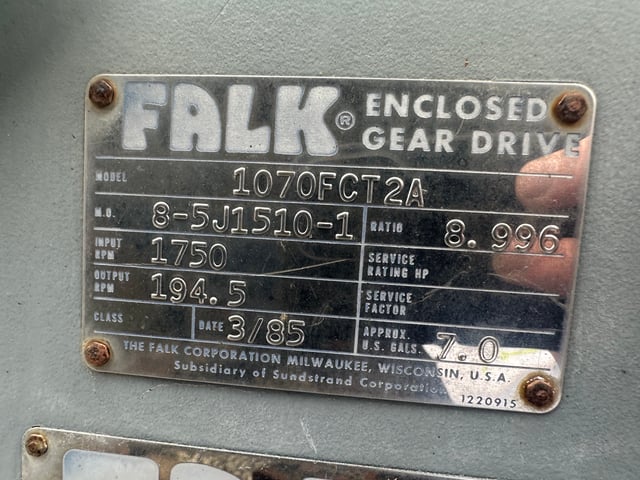 FALK® ENCLOSED GEAR DRIVE
MODEL 1070FCT2A
M.O. 8-5J1510-1 RATIO 8.996
INPUT RPM 1750 SERVICE RATING HP
OUTPUT RPM 194.5 SERVICE FACTOR
CLASS DATE 3/85 APPROX. U.S. GALS. 7.0
THE FALK CORPORATION MILWAUKEE, WISCONSIN, U.S.A.
Subsidiary of Sundstrand Corporation
1220915